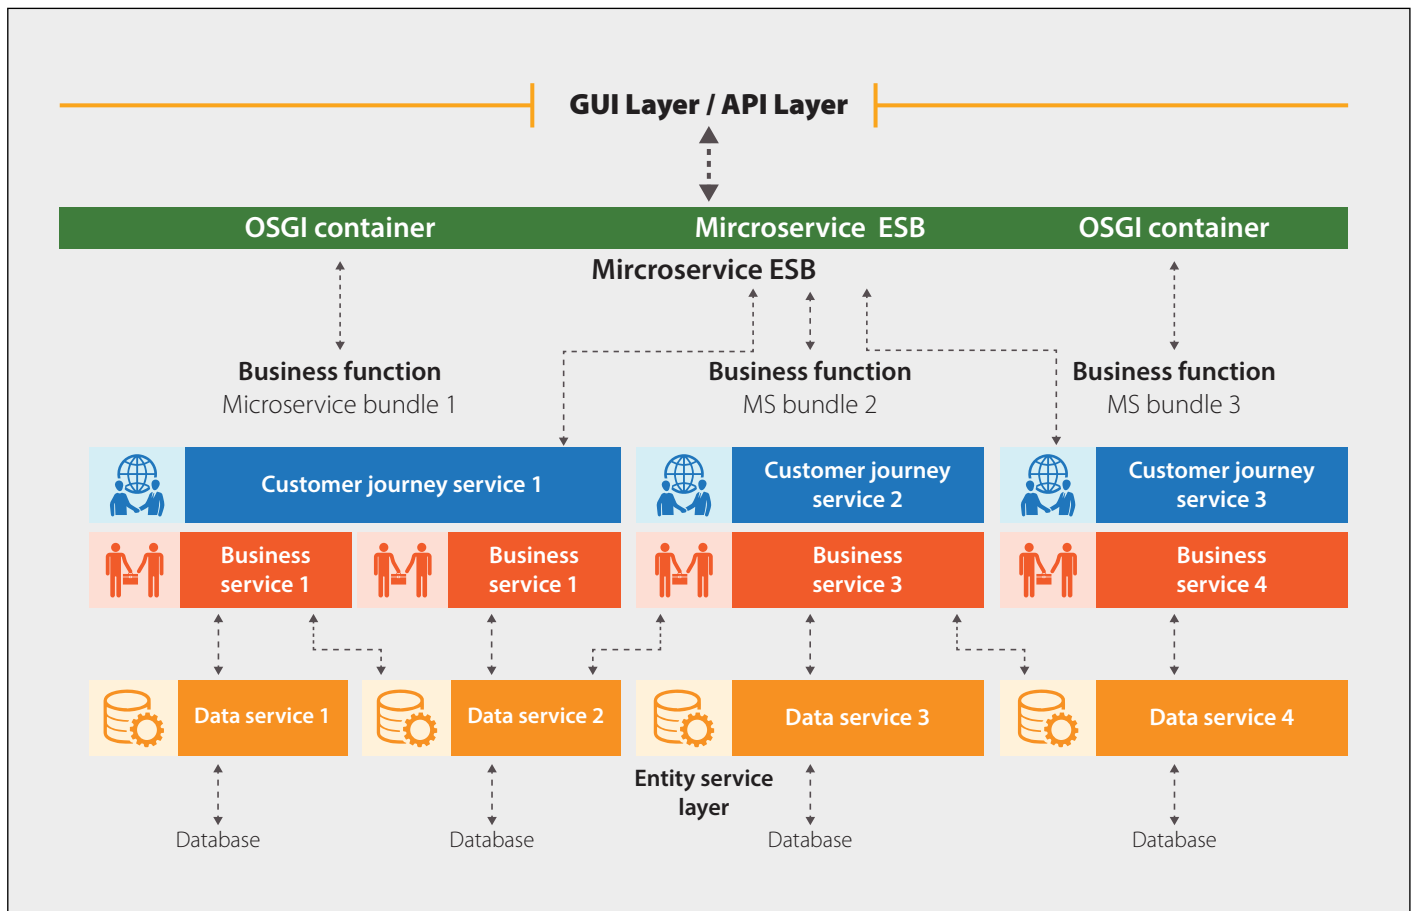 GUI Layer / API Layer
OSGI container
Mircroservice ESB
OSGI container
Mircroservice ESB
Business function
Microservice bundle 1
Business function
MS bundle 2
Business function
MS bundle 3
Customer journey service 1
Customer journey
service 2
Customer journey
service 3
Business
service 1
Business
service 1
Business
service 3
Business
service 4
Data service 1
Data service 2
Data service 3
Data service 4
Entity service
layer
Database
Database
Database
Database